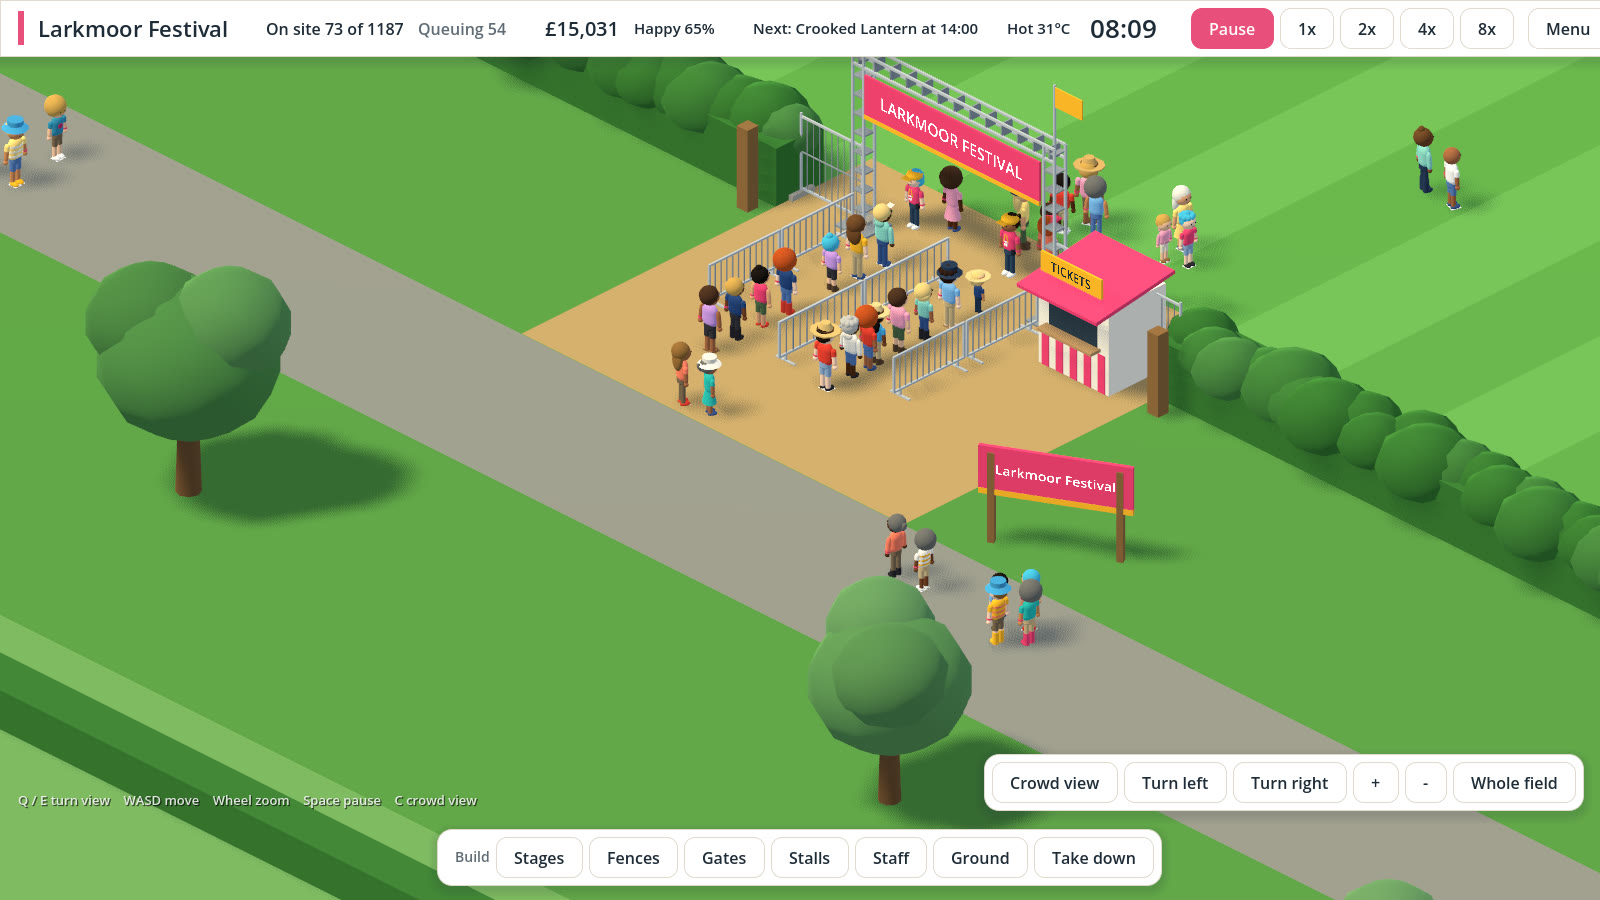 Larkmoor Festival
On site 73 of 1187 Queuing 54
£15,031 Happy 65%
Next: Crooked Lantern at 14:00
Hot 31°C 08:09
Pause 1x 2x 4x 8x Menu
LARKMOOR FESTIVAL
TICKETS
Larkmoor Festival
Crowd view Turn left Turn right + - Whole field
Q / E turn view WASD move Wheel zoom Space pause C crowd view
Build Stages Fences Gates Stalls Staff Ground Take down